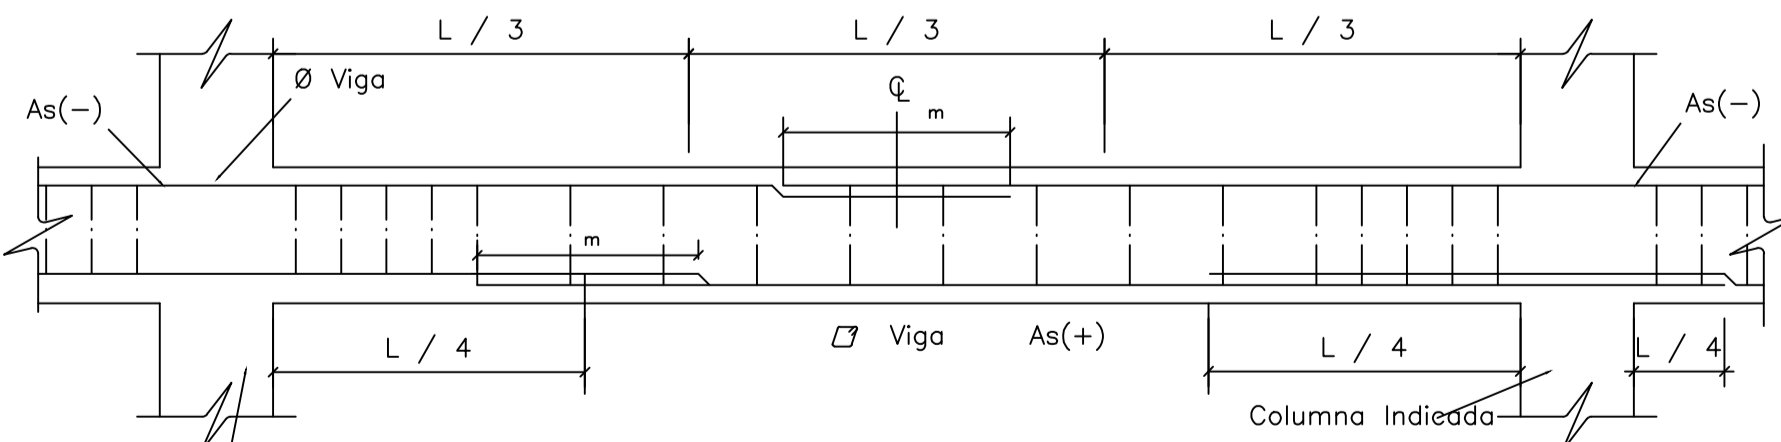 L / 3
L / 3
L / 3
Ø Viga
℄
As(-)
m
As(-)
m
Viga
As(+)
L / 4
L / 4
L / 4
Columna Indicada